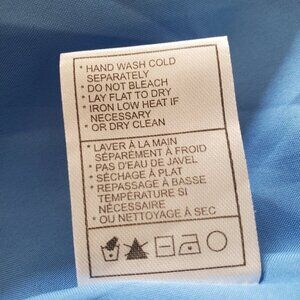 * HAND WASH COLD
SEPARATELY
* DO NOT BLEACH
* LAY FLAT TO DRY
* IRON LOW HEAT IF
NECESSARY
* OR DRY CLEAN
* LAVER À LA MAIN
SÉPARÉMENT À FROID
* PAS D'EAU DE JAVEL
* SÉCHAGE À PLAT
* REPASSAGE À BASSE
TEMPÉRATURE SI
NÉCESSAIRE
* OU NETTOYAGE À SEC